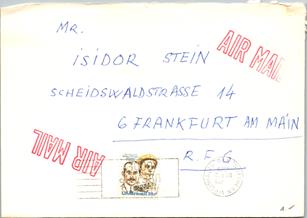 MR.
AIR MAIL
iSiDOR STEIN
SCHEIDSWALDSTRASSE 14
6 FRANKFURT AM MAIN
AIR MAIL
R.F.G.